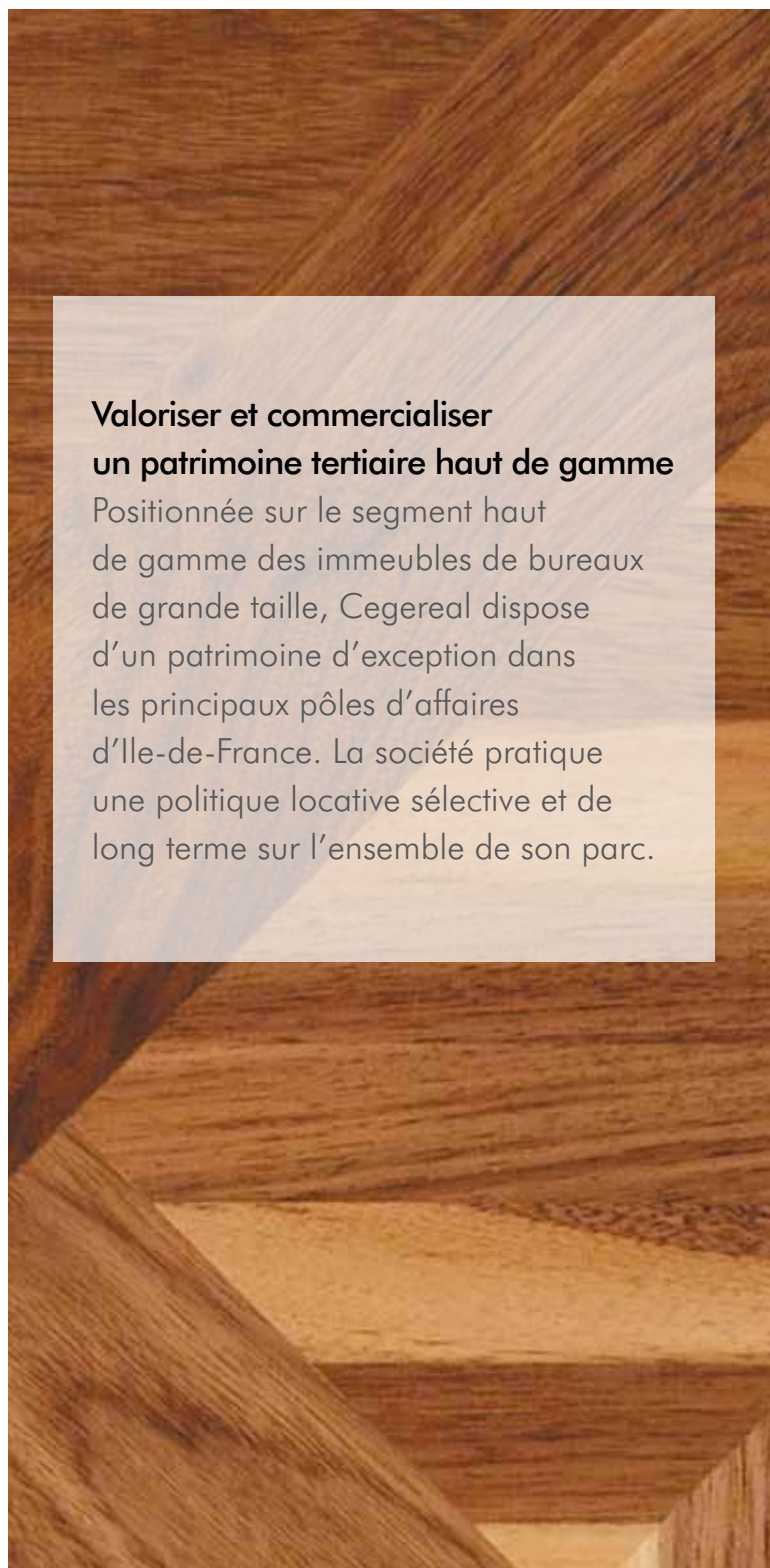 Valoriser et commercialiser
un patrimoine tertiaire haut de gamme
Positionnée sur le segment haut
de gamme des immeubles de bureaux
de grande taille, Cegereal dispose
d’un patrimoine d’exception dans
les principaux pôles d’affaires
d’Ile-de-France. La société pratique
une politique locative sélective et de
long terme sur l’ensemble de son parc.